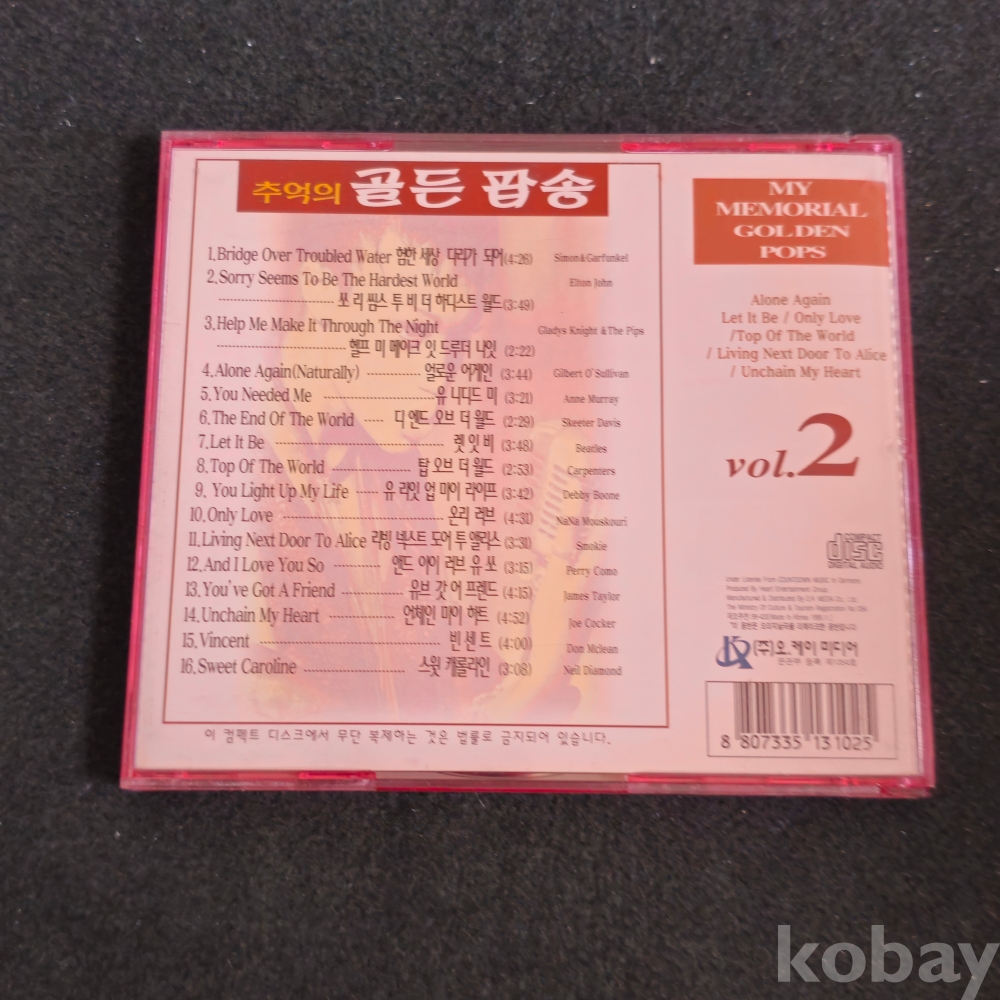 추억의 골든 팝송
1.Bridge Over Troubled Water 험한 세상 다리가 되어(4:26) Simon & Garfunkel
2.Sorry Seems To Be The Hardest World Elton John
쏘 리 씸스 투 비 더 하디스트 월드(3:49)
3.Help Me Make It Through The Night Gladys Knight & The Pips
헬프 미 메이크 잇 드루더 나잇 (2:22)
4.Alone Again(Naturally) 얼로운 어게인 (3:44) Gilbert O'Sullivan
5.You Needed Me 유 니디드 미 (3:21) Anne Murray
6.The End Of The World 디 엔드 오브 더 월드 (2:29) Skeeter Davis
7.Let It Be 렛 잇 비 (3:48) Beatles
8.Top Of The World 탑 오브 더 월드 (2:53) Carpenters
9. You Light Up My Life 유 라잇 업 마이 라이프 (3:42) Debby Boone
10.Only Love 온리 러브 (4:31) NaNa Mouskouri
11.Living Next Door To Alice 리빙 넥스트 도어 투 앨리스(3:31) Smokie
12.And I Love You So 앤드 아이 러브 유 쏘 (3:15) Perry Como
13.You've Got A Friend 유브 갓 어 프렌드 (4:15) James Taylor
14.Unchain My Heart 언체인 마이 하트 (4:52) Joe Cocker
15.Vincent 빈 센 트 (4:00) Don Mclean
16.Sweet Caroline 스윗 캐롤라인 (3:08) Neil Diamond
이 컴팩트 디스크에서 무단 복제하는 것은 법률로 금지되어 있습니다.
MY
MEMORIAL
GOLDEN
POPS
Alone Again
Let It Be / Only Love
/Top Of The World
/ Living Next Door To Alice
/ Unchain My Heart
vol.2
COMPACT
disc
DIGITAL AUDIO
Under License From COUNTDOWN MUSIC In Germany.
Produced By Heart Entertainment Group.
(주)오.케이 미디어
8 807335 131025
kobay